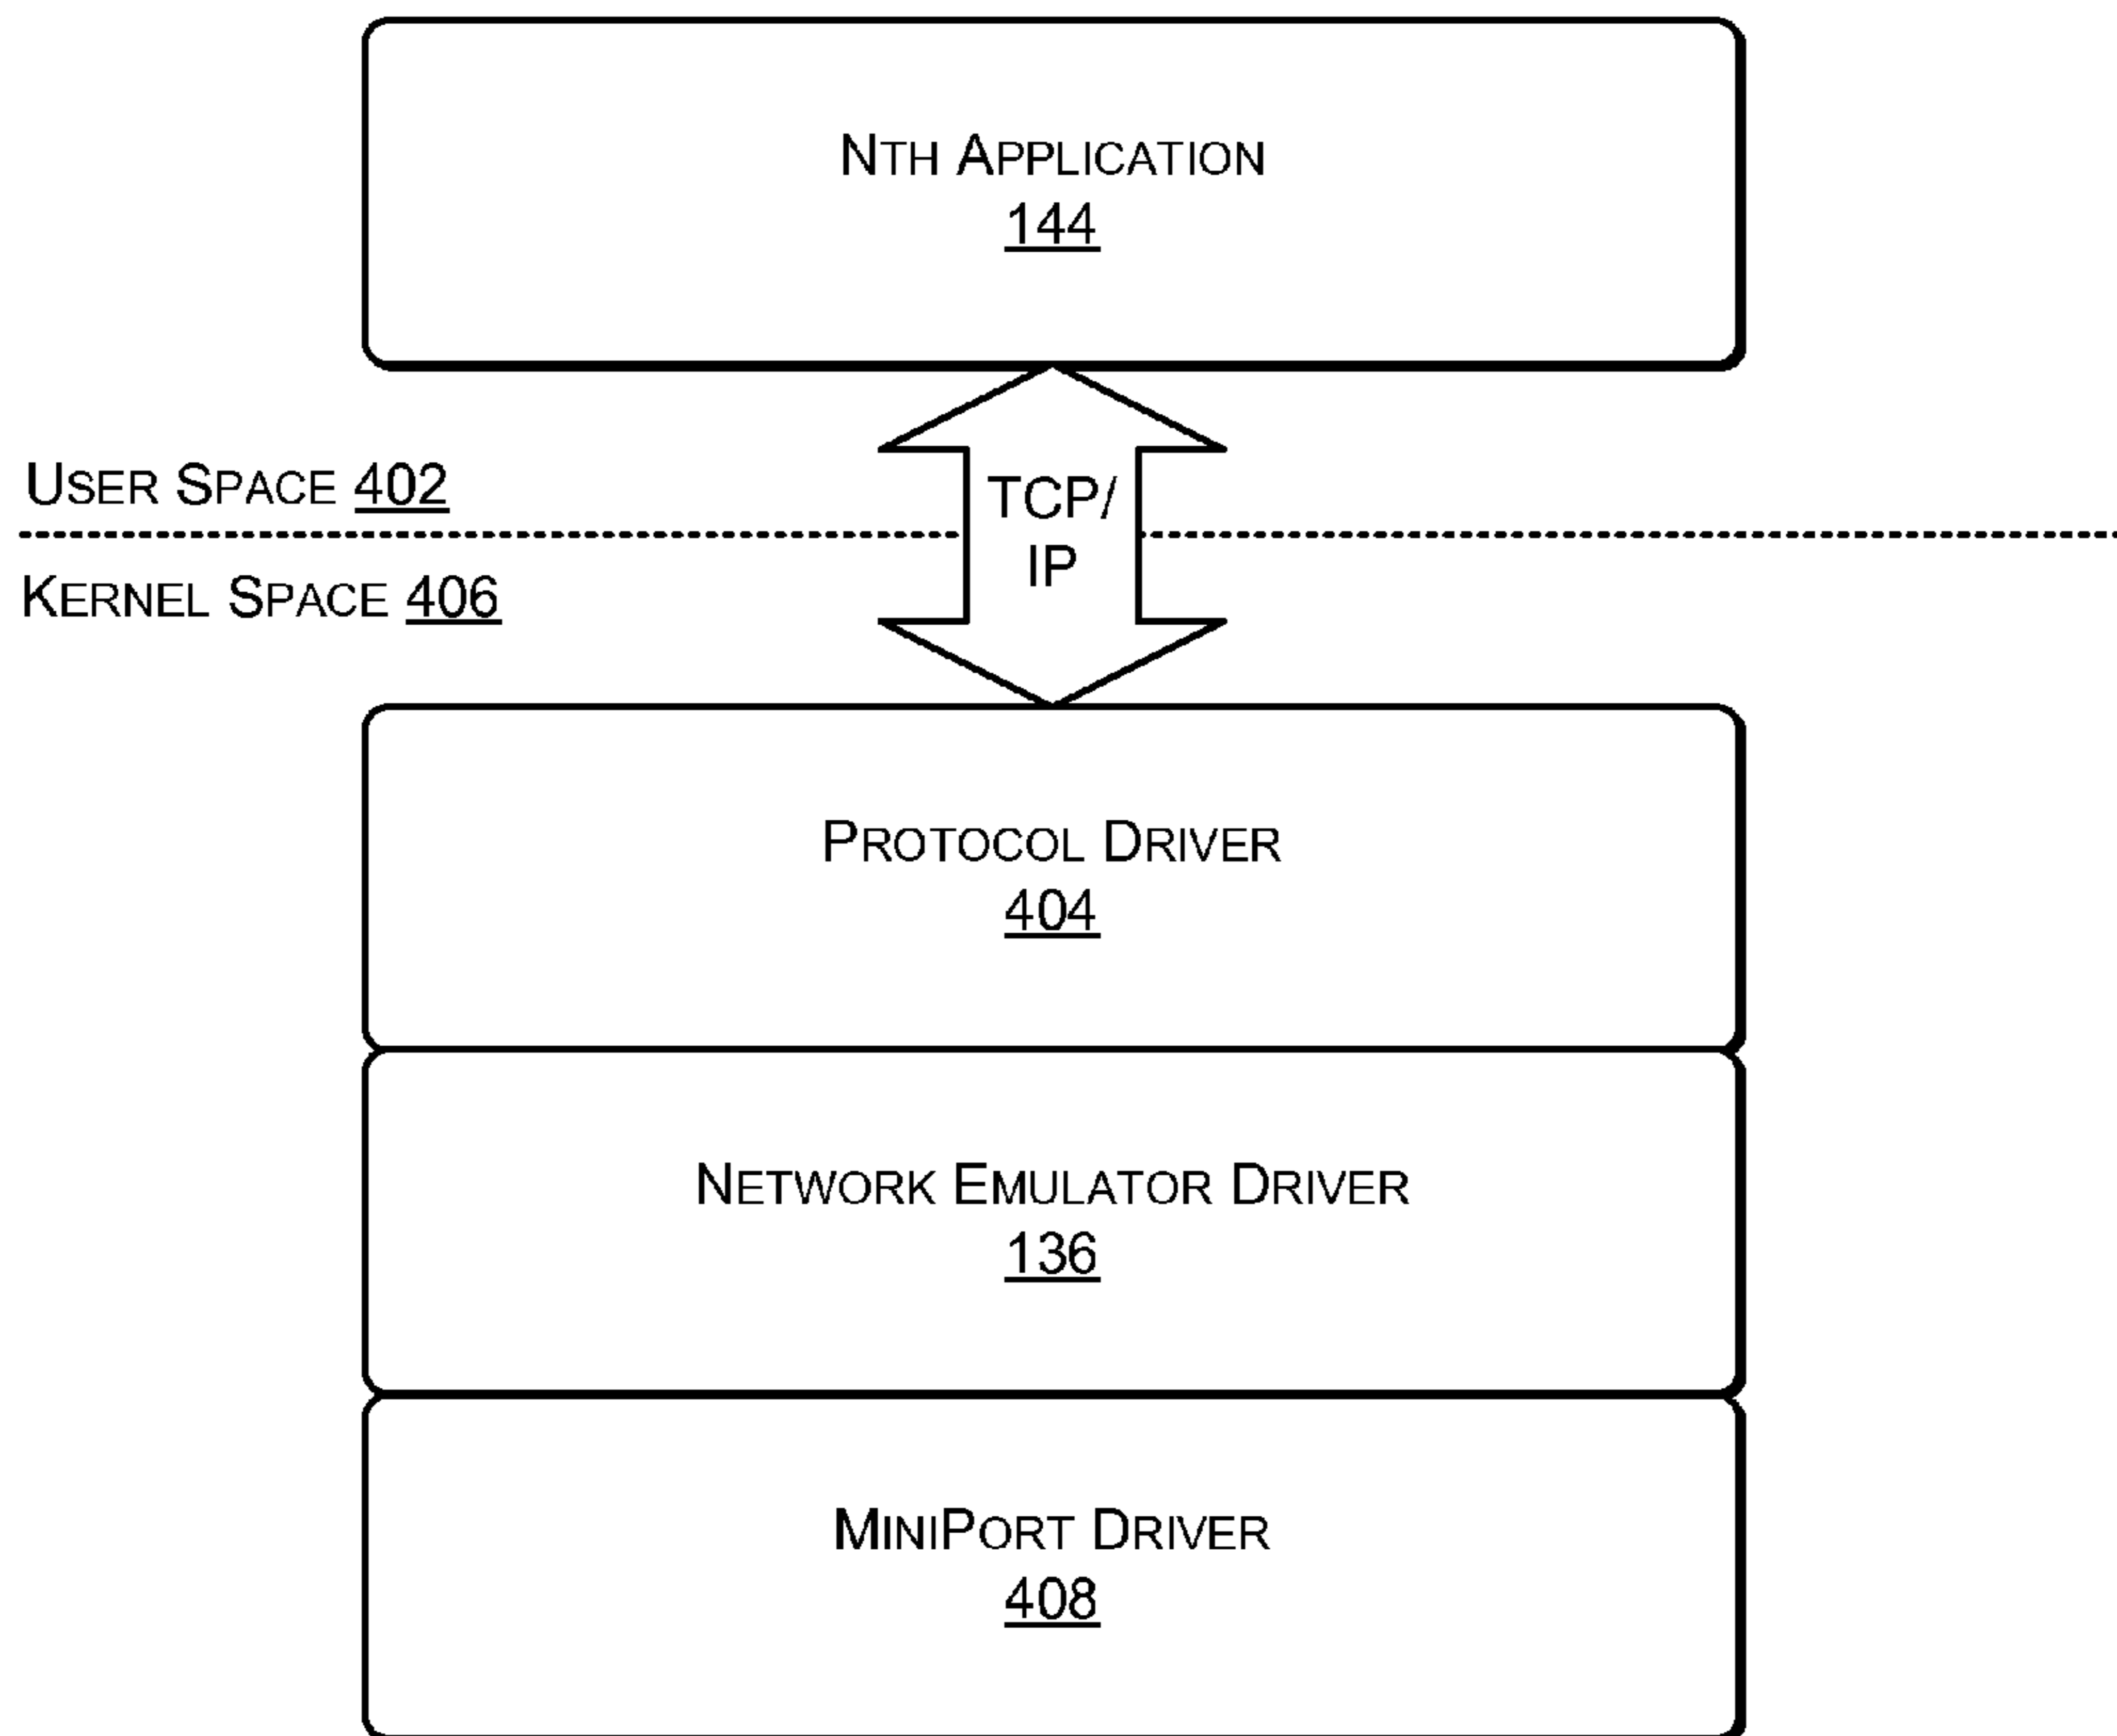 NTH APPLICATION
144
USER SPACE 402
TCP/
IP
KERNEL SPACE 406
PROTOCOL DRIVER
404
NETWORK EMULATOR DRIVER
136
MINIPORT DRIVER
408